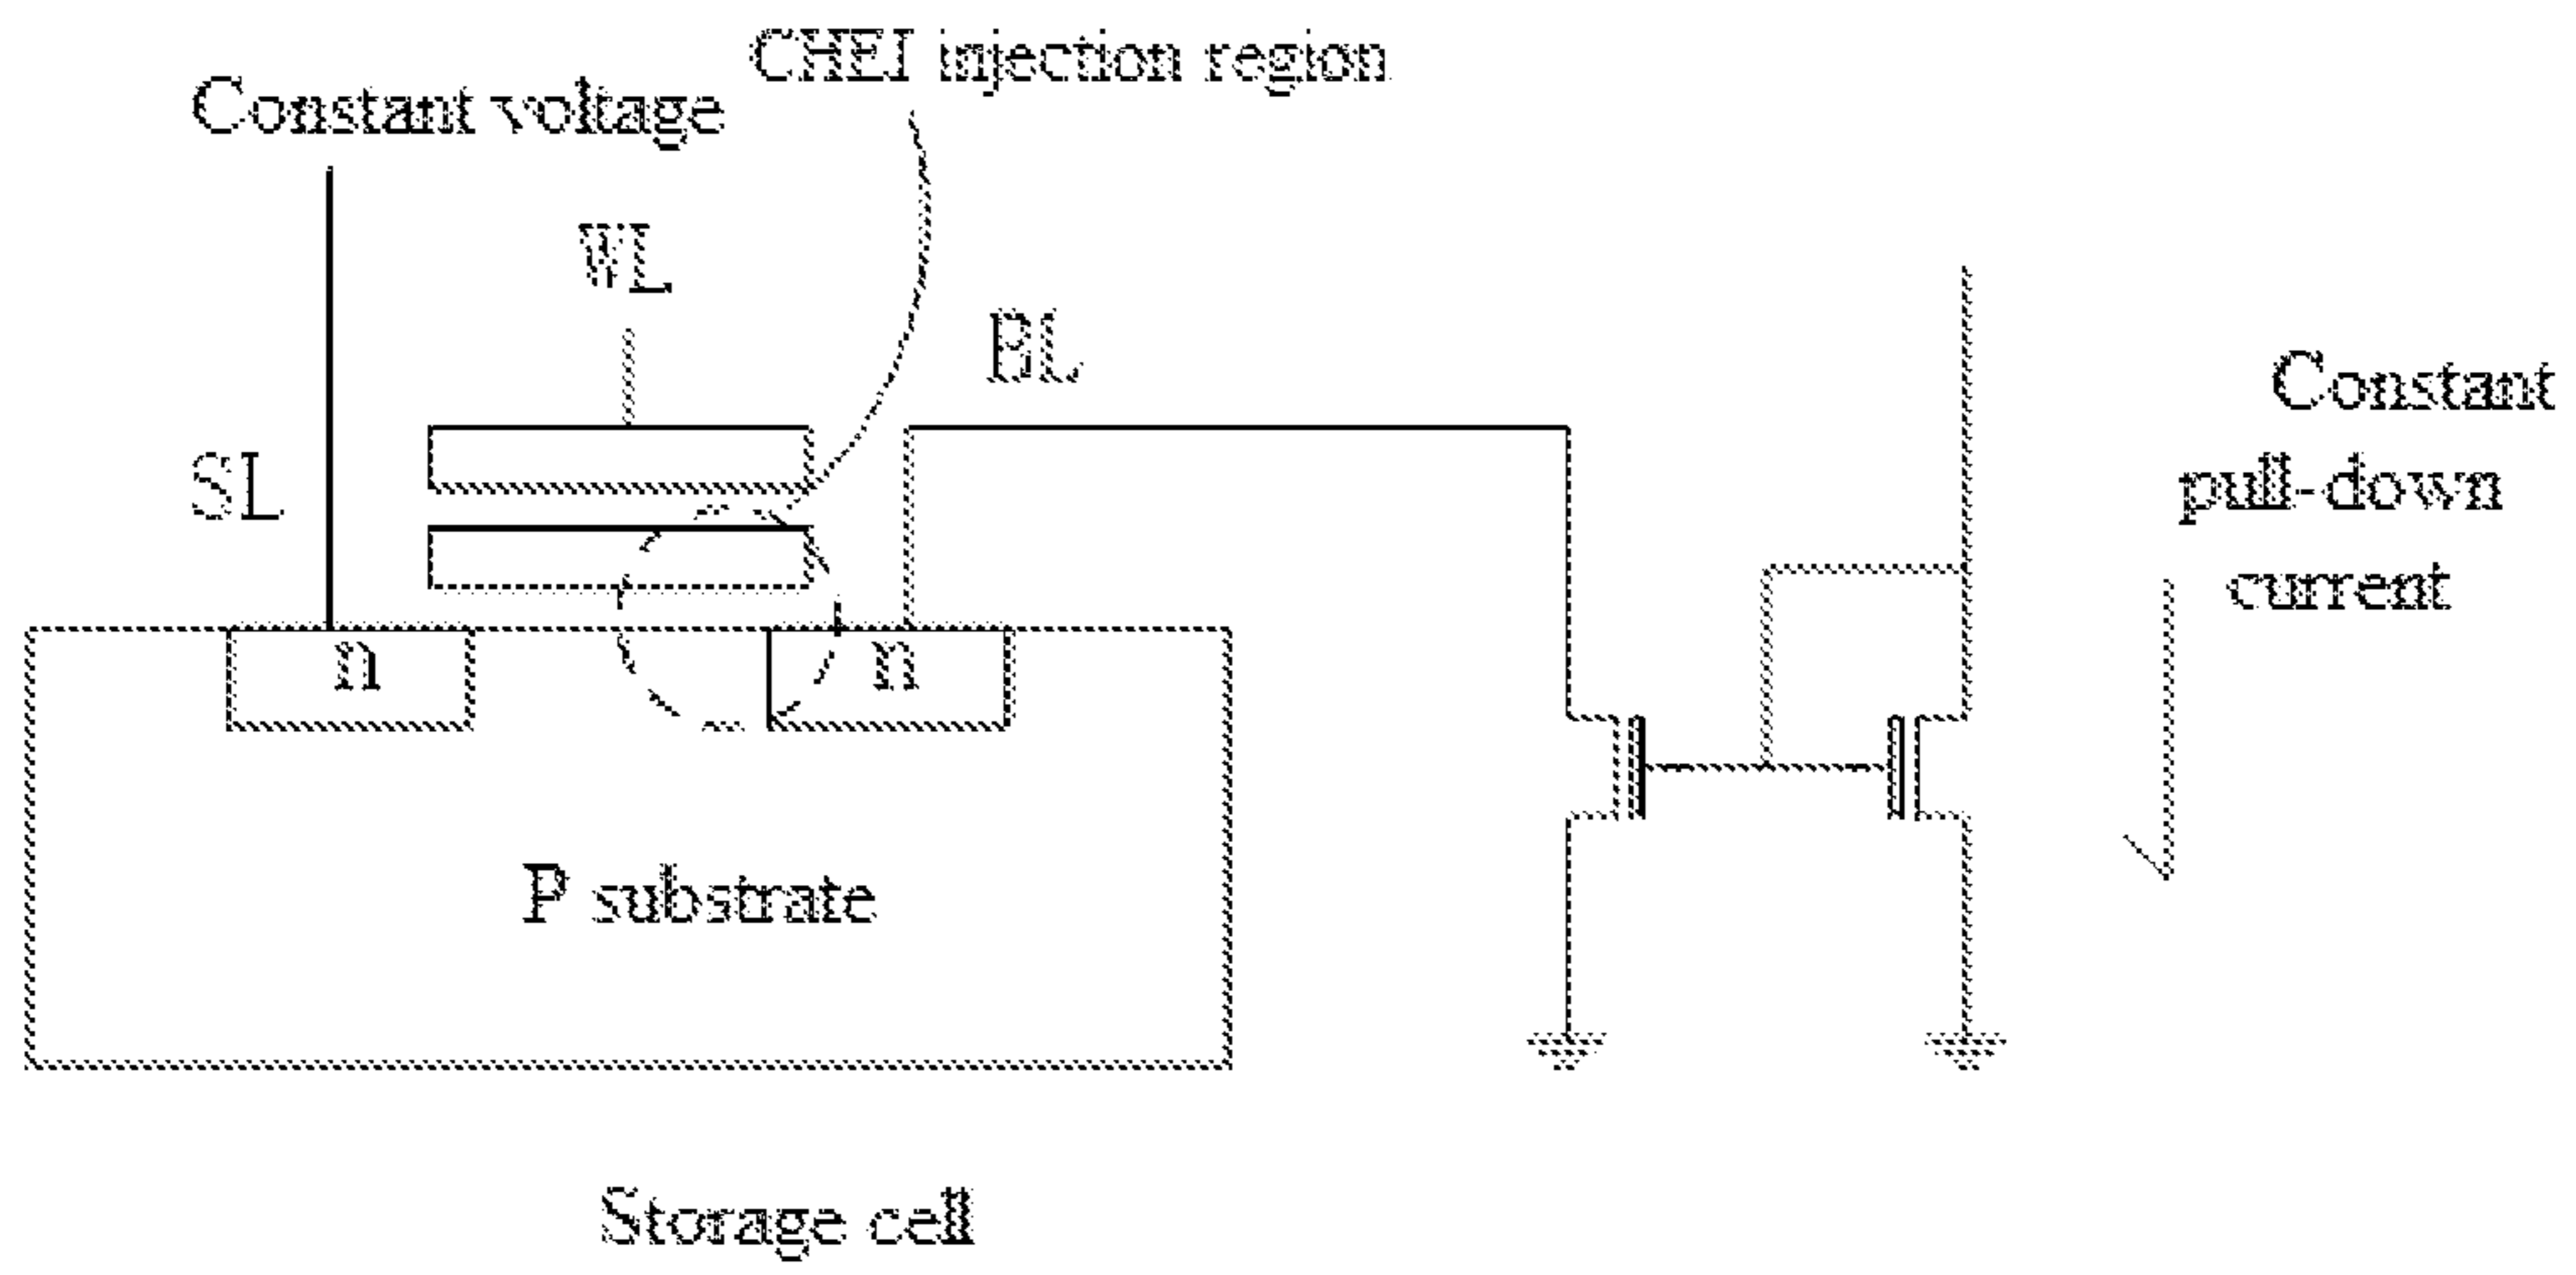 CHEI injection region
Constant voltage
WL
BL
SL
Constant
pull-down
current
n
n
P substrate
Storage cell